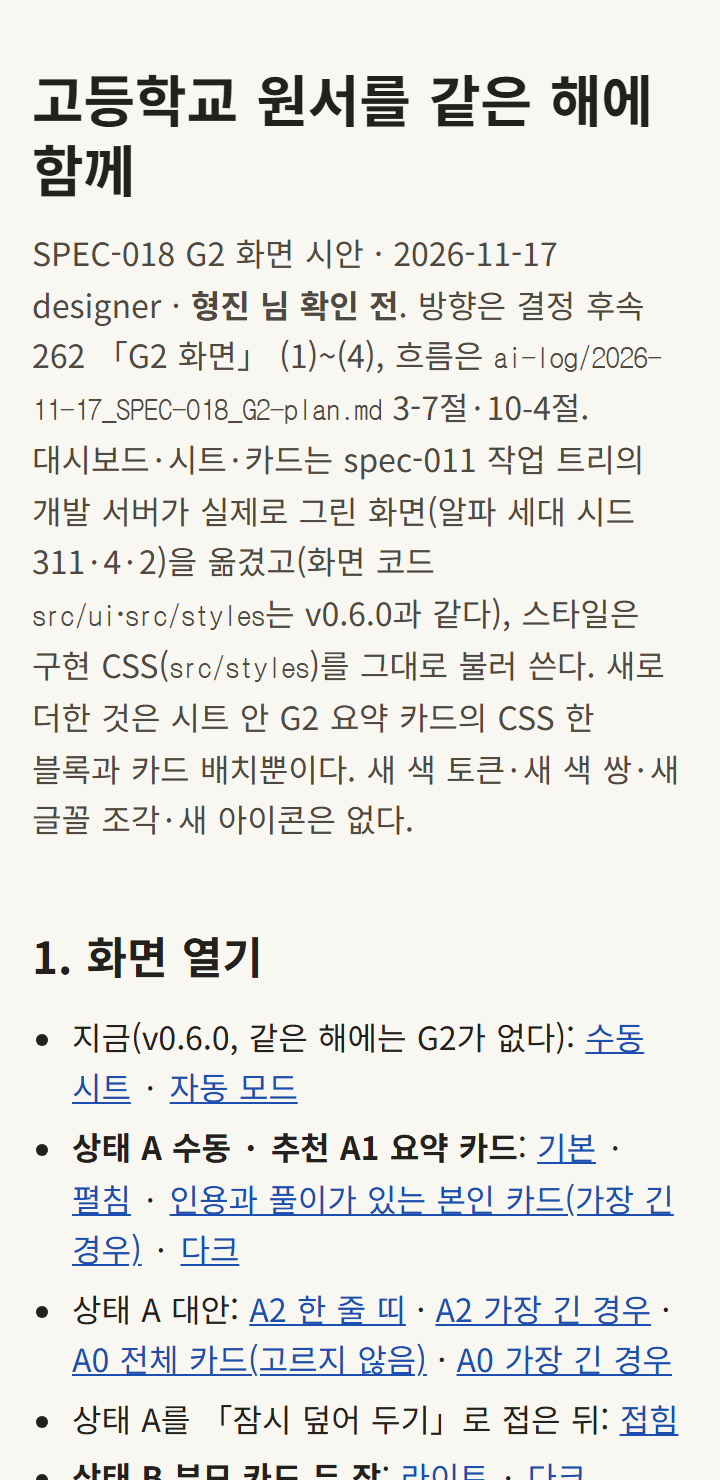 고등학교 원서를 같은 해에
함께
SPEC-018 G2 화면 시안 · 2026-11-17
designer · 형진 님 확인 전. 방향은 결정 후속
262 「G2 화면」 (1)~(4), 흐름은 ai-log/2026-
11-17_SPEC-018_G2-plan.md 3-7절·10-4절.
대시보드·시트·카드는 spec-011 작업 트리의
개발 서버가 실제로 그린 화면(알파 세대 시드
311·4·2)을 옮겼고(화면 코드
src/ui·src/styles는 v0.6.0과 같다), 스타일은
구현 CSS(src/styles)를 그대로 불러 쓴다. 새로
더한 것은 시트 안 G2 요약 카드의 CSS 한
블록과 카드 배치뿐이다. 새 색 토큰·새 색 쌍·새
글꼴 조각·새 아이콘은 없다.
1. 화면 열기
• 지금(v0.6.0, 같은 해에는 G2가 없다): 수동
시트 · 자동 모드
• 상태 A 수동 · 추천 A1 요약 카드: 기본 ·
펼침 · 인용과 풀이가 있는 본인 카드(가장 긴
경우) · 다크
• 상태 A 대안: A2 한 줄 띠 · A2 가장 긴 경우 ·
A0 전체 카드(고르지 않음) · A0 가장 긴 경우
• 상태 A를 「잠시 덮어 두기」로 접은 뒤: 접힘
• 상태 B 부모 카드 두 장: 라이트 · 다크